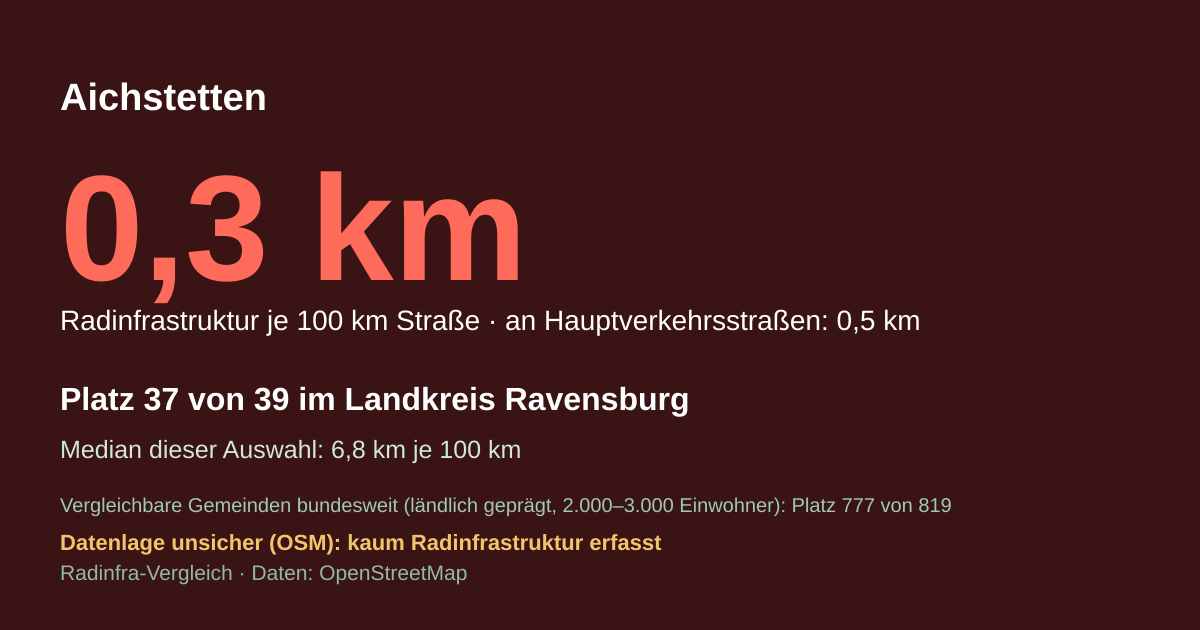 Aichstetten
0,3 km
Radinfrastruktur je 100 km Straße · an Hauptverkehrsstraßen: 0,5 km
Platz 37 von 39 im Landkreis Ravensburg
Median dieser Auswahl: 6,8 km je 100 km
Vergleichbare Gemeinden bundesweit (ländlich geprägt, 2.000–3.000 Einwohner): Platz 777 von 819
Datenlage unsicher (OSM): kaum Radinfrastruktur erfasst
Radinfra-Vergleich · Daten: OpenStreetMap